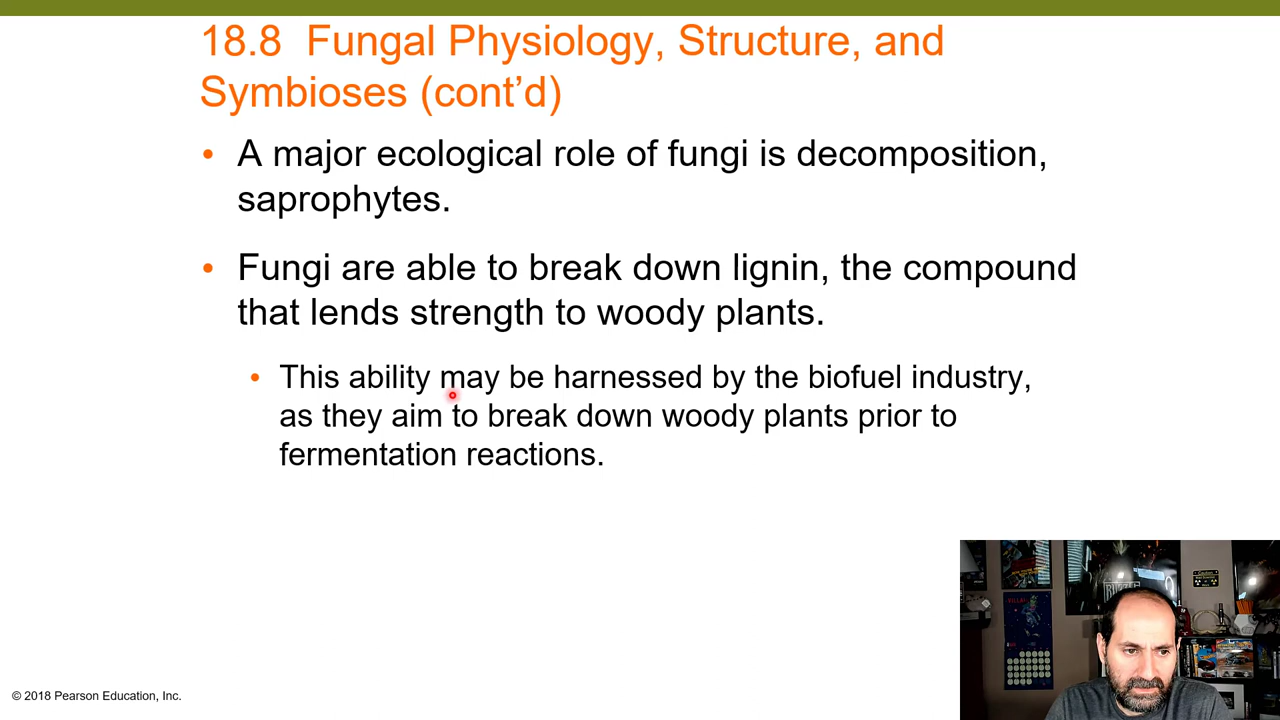 18.8 Fungal Physiology, Structure, and
Symbioses (cont’d)
• A major ecological role of fungi is decomposition,
saprophytes.
• Fungi are able to break down lignin, the compound
that lends strength to woody plants.
• This ability may be harnessed by the biofuel industry,
as they aim to break down woody plants prior to
fermentation reactions.
© 2018 Pearson Education, Inc.